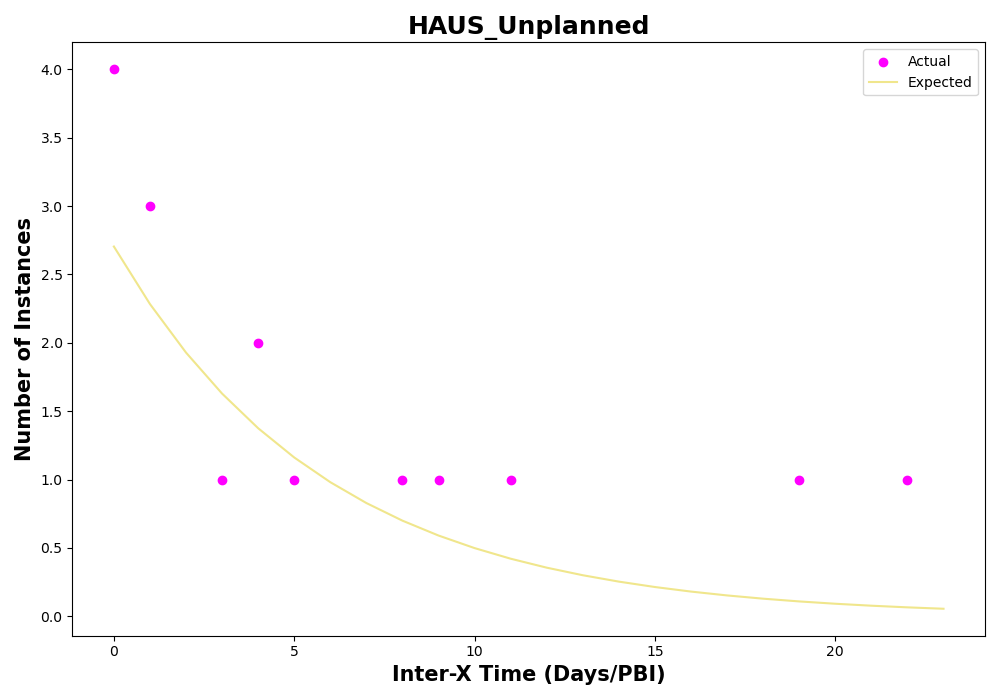 HAUS_Unplanned
Actual
Expected
Number of Instances
4.0
3.5
3.0
2.5
2.0
1.5
1.0
0.5
0.0
0 5 10 15 20
Inter-X Time (Days/PBI)